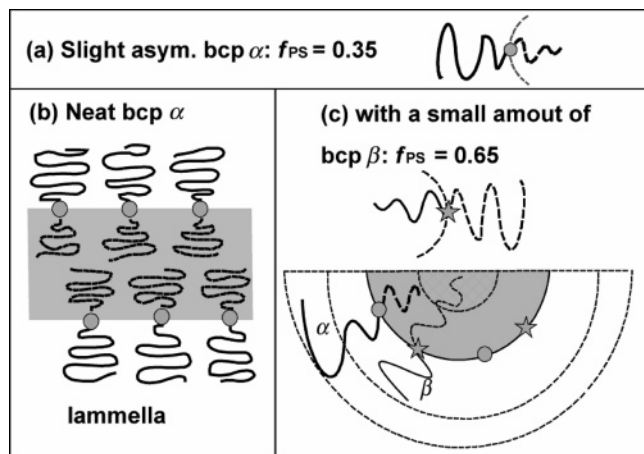 (a) Slight asym. bcp α: fPS = 0.35
(b) Neat bcp α
lammella
(c) with a small amout of
bcp β: fPS = 0.65
α
β